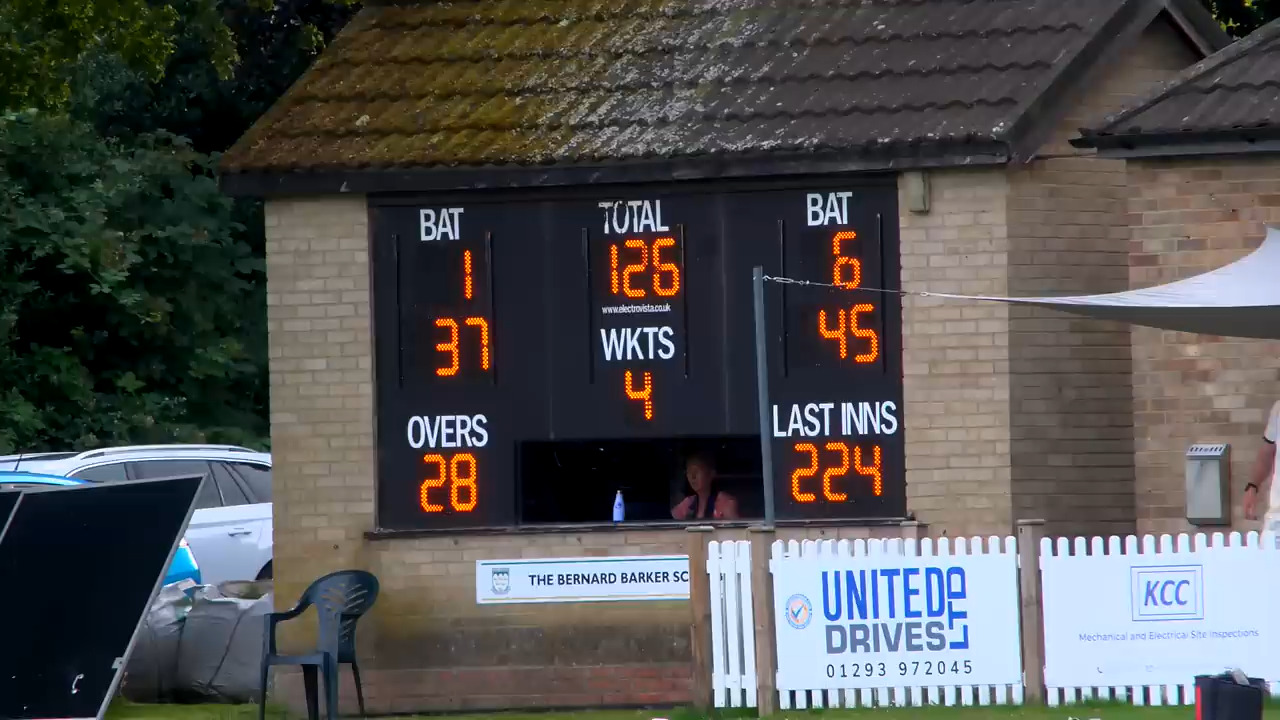 BAT
TOTAL
BAT
1
126
6
www.electrovista.co.uk
37
WKTS
45
4
OVERS
LAST INNS
28
224
THE BERNARD BARKER SC
UNITED
DRIVES
LTD
01293 972045
KCC
Mechanical and Electrical Site Inspections